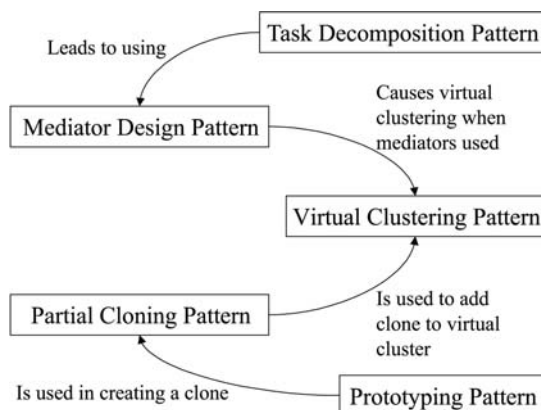 Task Decomposition Pattern
Leads to using
Mediator Design Pattern
Causes virtual
clustering when
mediators used
Virtual Clustering Pattern
Partial Cloning Pattern
Is used to add
clone to virtual
cluster
Is used in creating a clone
Prototyping Pattern